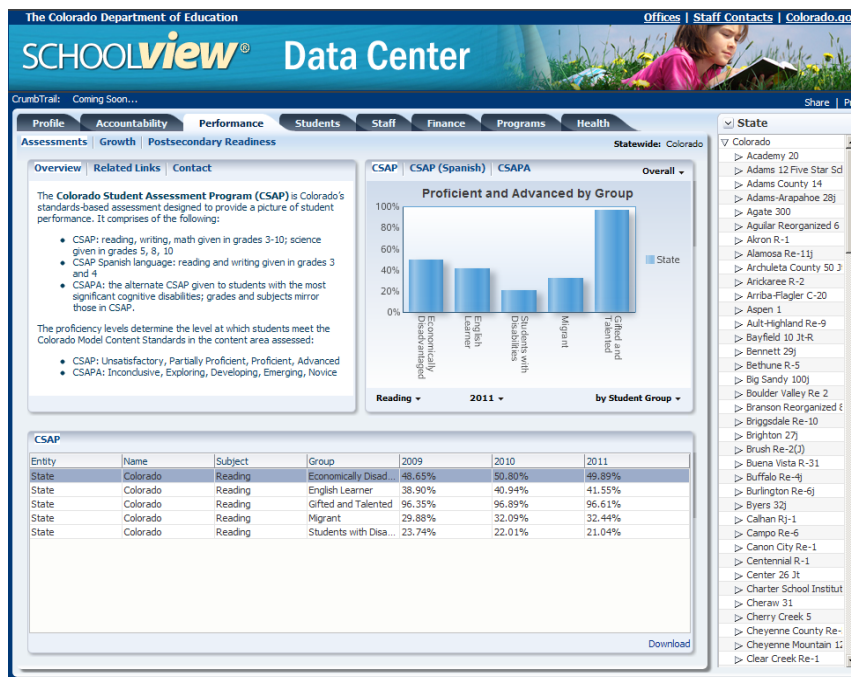 The Colorado Department of Education
Offices | Staff Contacts | Colorado.go
SCHOOLVIEW® Data Center
CrumbTrail: Coming Soon...
Share |
Profile Accountability Performance Students Staff Finance Programs Health
Assessments Growth Postsecondary Readiness
Statewide: Colorado
Overview Related Links Contact
The Colorado Student Assessment Program (CSAP) is Colorado's
standards-based assessment designed to provide a picture of student
performance. It comprises of the following:
CSAP: reading, writing, math given in grades 3-10; science
given in grades 5, 8, 10
CSAP Spanish language: reading and writing given in grades 3
and 4
CSAPA: the alternate CSAP given to students with the most
significant cognitive disabilities; grades and subjects mirror
those in CSAP.
The proficiency levels determine the level at which students meet the
Colorado Model Content Standards in the content area assessed:
CSAP: Unsatisfactory, Partially Proficient, Proficient, Advanced
CSAPA: Inconclusive, Exploring, Developing, Emerging, Novice
CSAP CSAP (Spanish) CSAPA
Overall
Proficient and Advanced by Group
100%
80%
60%
40%
20%
0%
State
Economically
Disadvantaged
English
Learner
Students with
Disabilities
Migrant
Gifted and
Talented
Reading 2011 by Student Group
CSAP
Entity Name Subject Group 2009 2010 2011
State Colorado Reading Economically Disad... 48.65% 50.80% 49.89%
State Colorado Reading English Learner 38.90% 40.94% 41.55%
State Colorado Reading Gifted and Talented 96.35% 96.89% 96.61%
State Colorado Reading Migrant 29.88% 32.09% 32.44%
State Colorado Reading Students with Disa... 23.74% 22.01% 21.04%
Download
State
Colorado
Academy 20
Adams 12 Five Star Sch
Adams County 14
Adams-Arapahoe 28j
Agate 300
Aguilar Reorganized 6
Akron R-1
Alamosa Re-11j
Archuleta County 50 J
Arickaree R-2
Arriba-Flagler C-20
Aspen 1
Ault-Highland Re-9
Bayfield 10 Jt-R
Bennett 29j
Bethune R-5
Big Sandy 100j
Boulder Valley Re 2
Branson Reorganized 8
Briggsdale Re-10
Brighton 27j
Brush Re-2(J)
Buena Vista R-31
Buffalo Re-4j
Burlington Re-6j
Byers 32j
Calhan Rj-1
Campo Re-6
Canon City Re-1
Centennial R-1
Center 26 Jt
Charter School Institut
Cheraw 31
Cherry Creek 5
Cheyenne County Re-
Cheyenne Mountain 12
Clear Creek Re-1